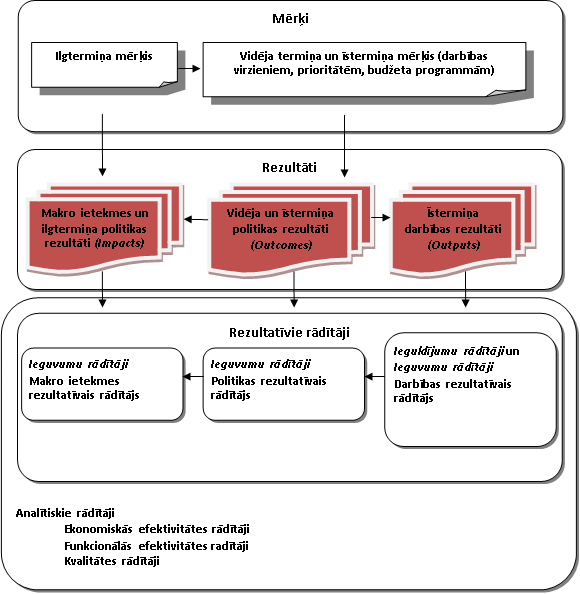 Mērķi
Ilgtermiņa mērķis
Vidēja termiņa un īstermiņa mērķis (darbības
virzieniem, prioritātēm, budžeta programmām)
Rezultāti
Makro ietekmes un
ilgtermiņa politikas
rezultāti (Impacts)
Vidēja un īstermiņa
politikas rezultāti
(Outcomes)
Īstermiņa
darbības rezultāti
(Outputs)
Rezultatīvie rādītāji
Ieguvumu rādītāji
Makro ietekmes
rezultatīvais rādītājs
Ieguvumu rādītāji
Politikas rezultatīvais
rādītājs
Ieguldījumu rādītāji un
Ieguvumu rādītāji
Darbības rezultatīvais
rādītājs
Analītiskie rādītāji
Ekonomiskās efektivitātes rādītāji
Funkcionālās efektivitātes radītāji
Kvalitātes rādītāji